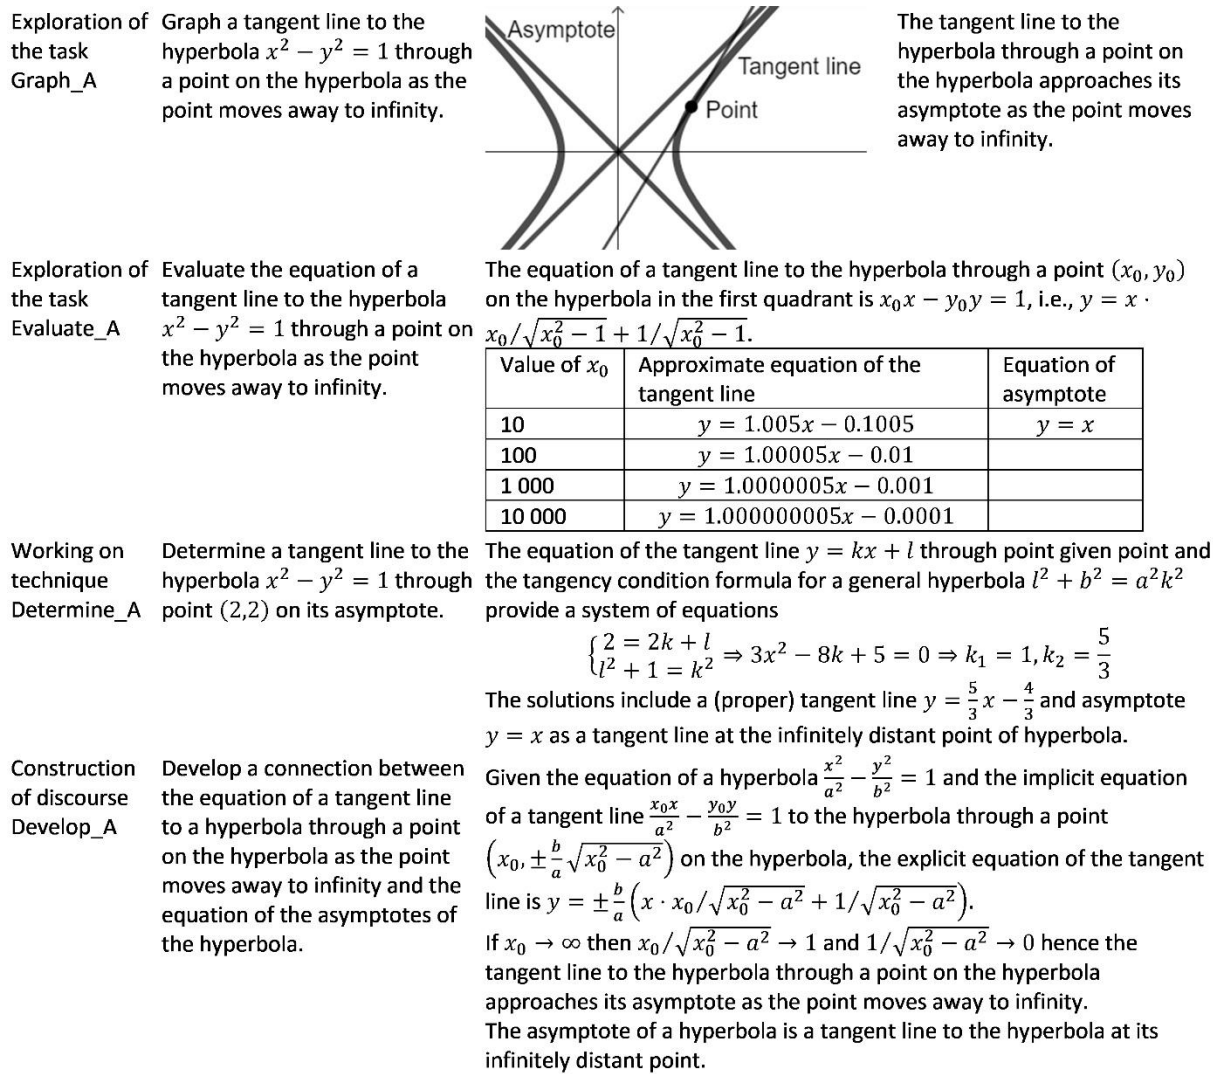 Exploration of the task Graph_A
Graph a tangent line to the
hyperbola x² − y² = 1 through
a point on the hyperbola as the
point moves away to infinity.
Asymptote
Tangent line
Point
The tangent line to the
hyperbola through a point on
the hyperbola approaches its
asymptote as the point moves
away to infinity.
Exploration of the task Evaluate_A
Evaluate the equation of a
tangent line to the hyperbola
x² − y² = 1 through a point on
the hyperbola as the point
moves away to infinity.
The equation of a tangent line to the hyperbola through a point (x₀, y₀)
on the hyperbola in the first quadrant is x₀x − y₀y = 1, i.e., y = x ·
x₀/√(x₀² − 1) + 1/√(x₀² − 1).
Value of x₀ | Approximate equation of the tangent line | Equation of asymptote
10 | y = 1.005x − 0.1005 | y = x
100 | y = 1.00005x − 0.01
1 000 | y = 1.0000005x − 0.001
10 000 | y = 1.000000005x − 0.0001
Working on technique Determine_A
Determine a tangent line to the
hyperbola x² − y² = 1 through
point (2,2) on its asymptote.
The equation of the tangent line y = kx + l through point given point and
the tangency condition formula for a general hyperbola l² + b² = a²k²
provide a system of equations
{2 = 2k + l
l² + 1 = k² ⇒ 3x² − 8k + 5 = 0 ⇒ k₁ = 1, k₂ = 5/3
The solutions include a (proper) tangent line y = 5/3 x − 4/3 and asymptote
y = x as a tangent line at the infinitely distant point of hyperbola.
Construction of discourse Develop_A
Develop a connection between
the equation of a tangent line
to a hyperbola through a point
on the hyperbola as the point
moves away to infinity and the
equation of the asymptotes of
the hyperbola.
Given the equation of a hyperbola x²/a² − y²/b² = 1 and the implicit equation
of a tangent line x₀x/a² − y₀y/b² = 1 to the hyperbola through a point
(x₀, ± b/a √(x₀² − a²)) on the hyperbola, the explicit equation of the tangent
line is y = ± b/a (x · x₀/√(x₀² − a²) + 1/√(x₀² − a²)).
If x₀ → ∞ then x₀/√(x₀² − a²) → 1 and 1/√(x₀² − a²) → 0 hence the
tangent line to the hyperbola through a point on the hyperbola
approaches its asymptote as the point moves away to infinity.
The asymptote of a hyperbola is a tangent line to the hyperbola at its
infinitely distant point.